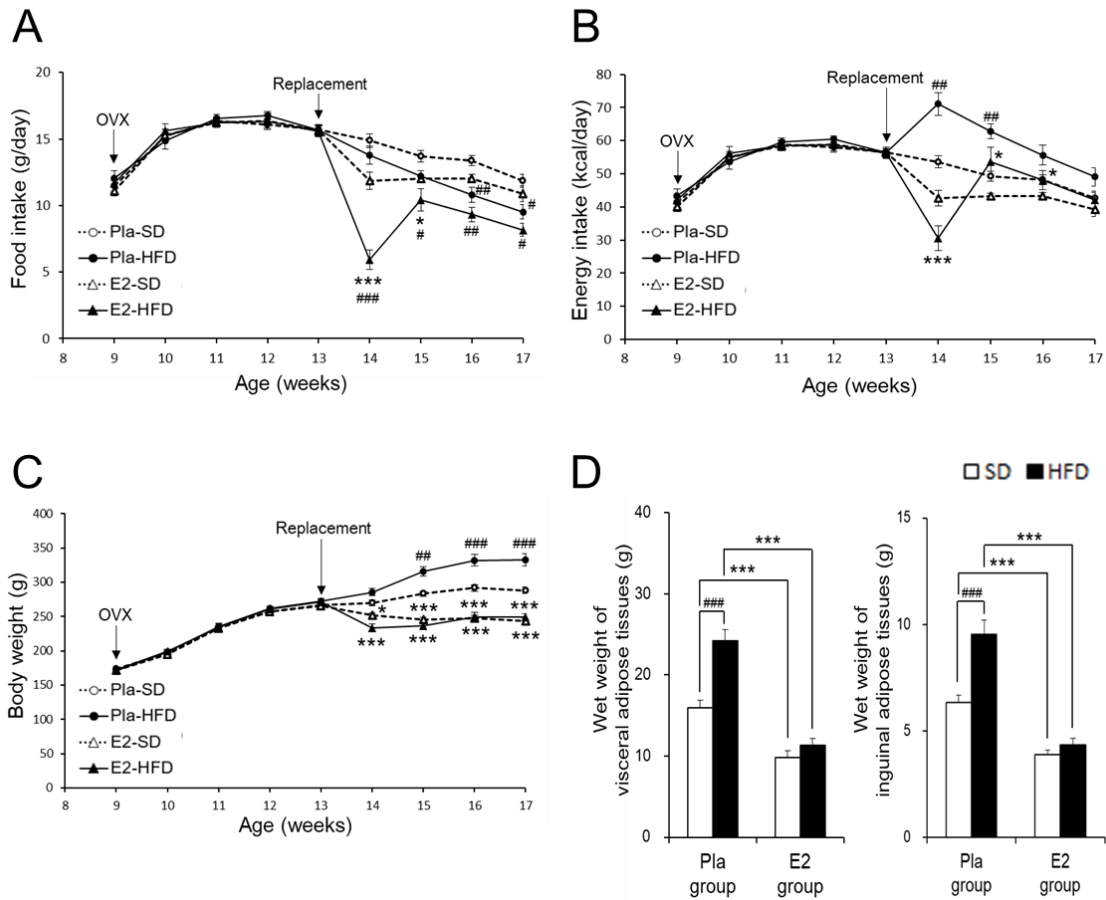 A
Food intake (g/day)
20
15
10
5
0
OVX
Replacement
##
#
*
#
##
#
***
###
Pla-SD
Pla-HFD
E2-SD
E2-HFD
8 9 10 11 12 13 14 15 16 17
Age (weeks)
B
Energy intake (kcal/day)
80
70
60
50
40
30
20
10
0
OVX
Replacement
##
##
*
*
***
Pla-SD
Pla-HFD
E2-SD
E2-HFD
8 9 10 11 12 13 14 15 16 17
Age (weeks)
C
Body weight (g)
400
350
300
250
200
150
100
50
0
OVX
Replacement
## ### ###
* *** *** ***
*** *** *** ***
Pla-SD
Pla-HFD
E2-SD
E2-HFD
8 9 10 11 12 13 14 15 16 17
Age (weeks)
D
SD HFD
Wet weight of
visceral adipose tissues (g)
40
30
20
10
0
***
***
###
Pla
group
E2
group
Wet weight of
inguinal adipose tissues (g)
15
10
5
0
***
***
###
Pla
group
E2
group